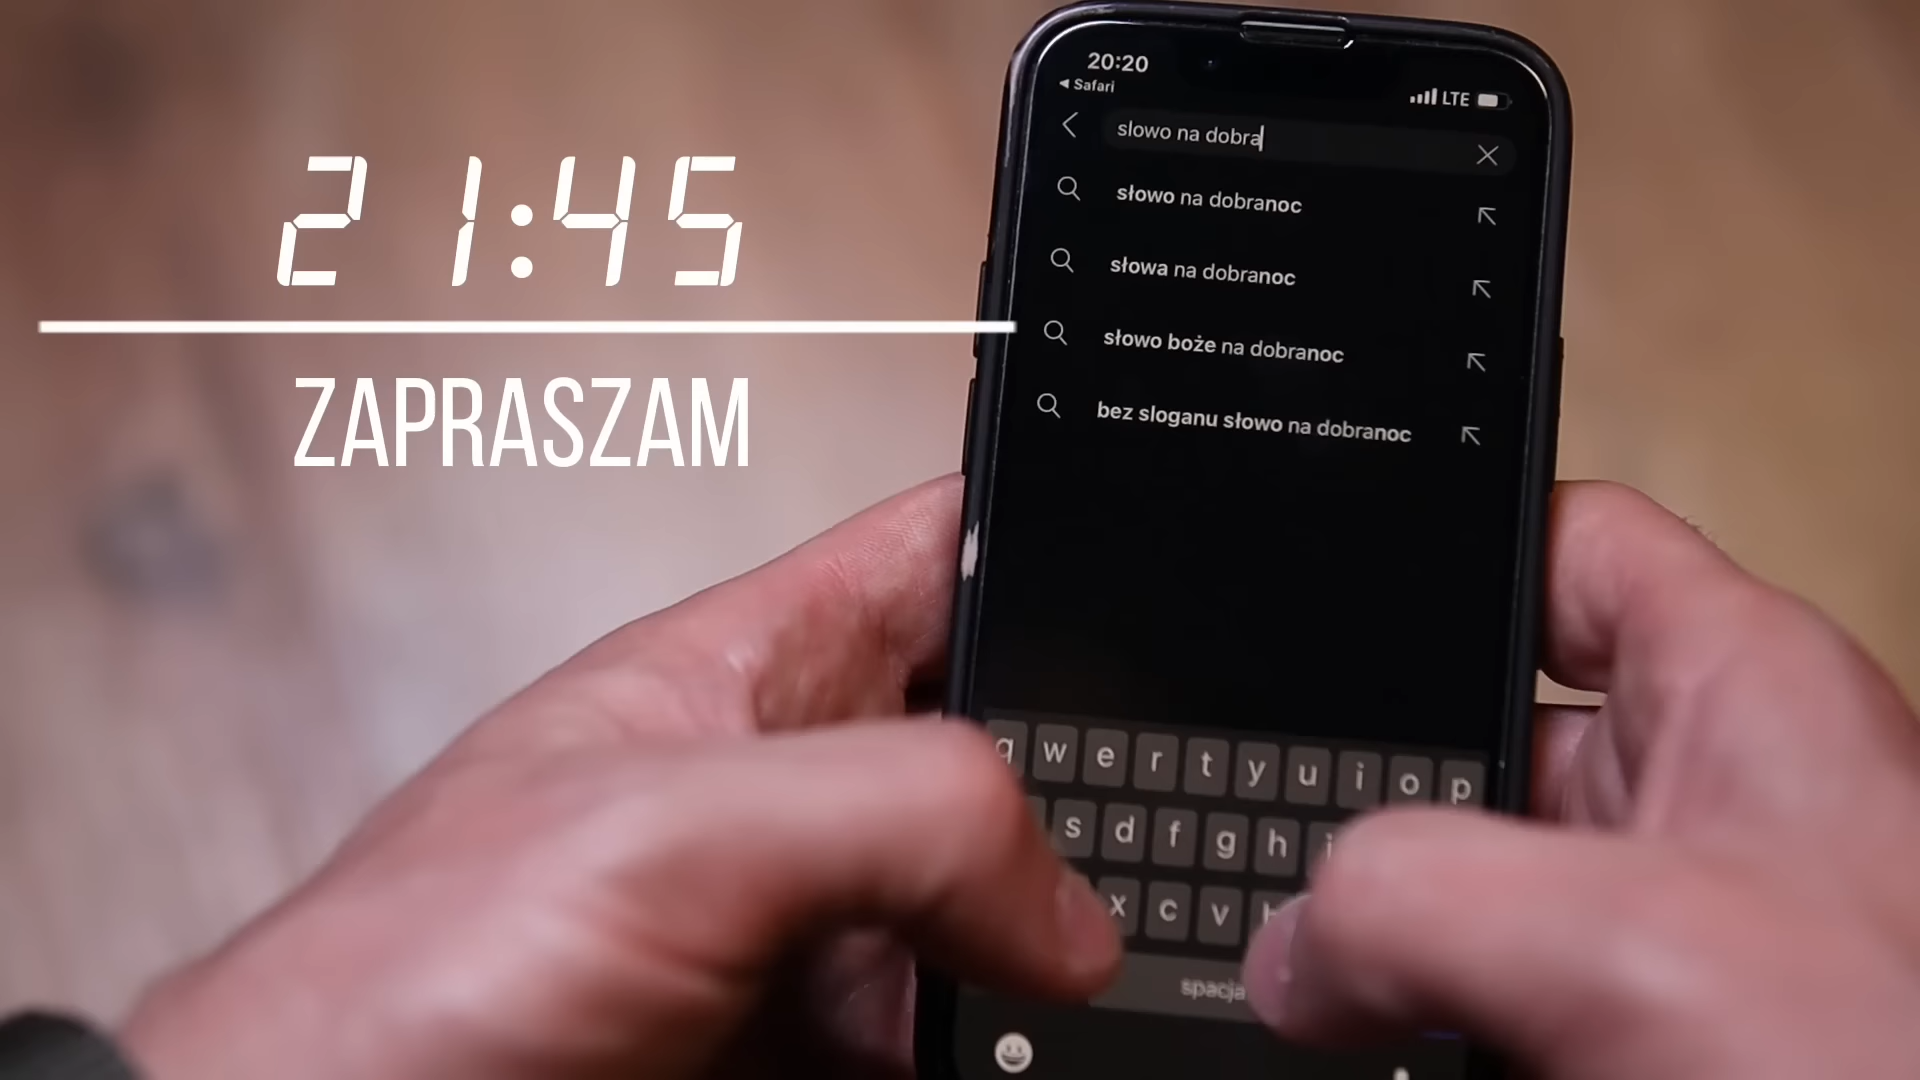 21:45
ZAPRASZAM
20:20
Safari
LTE
slowo na dobra
słowo na dobranoc
słowa na dobranoc
słowo boże na dobranoc
bez sloganu słowo na dobranoc
q w e r t y u i o p
s d f g h
x c v
spacja